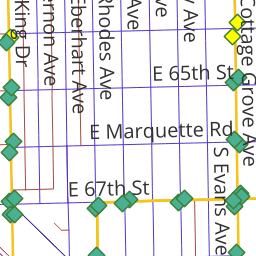 King Dr
ernon Ave
Eberhart Ave
Rhodes Ave
Ave
ve
y Ave
Cottage Grove Ave
E 65th St
E Marquette Rd
E 67th St
S Evans Ave